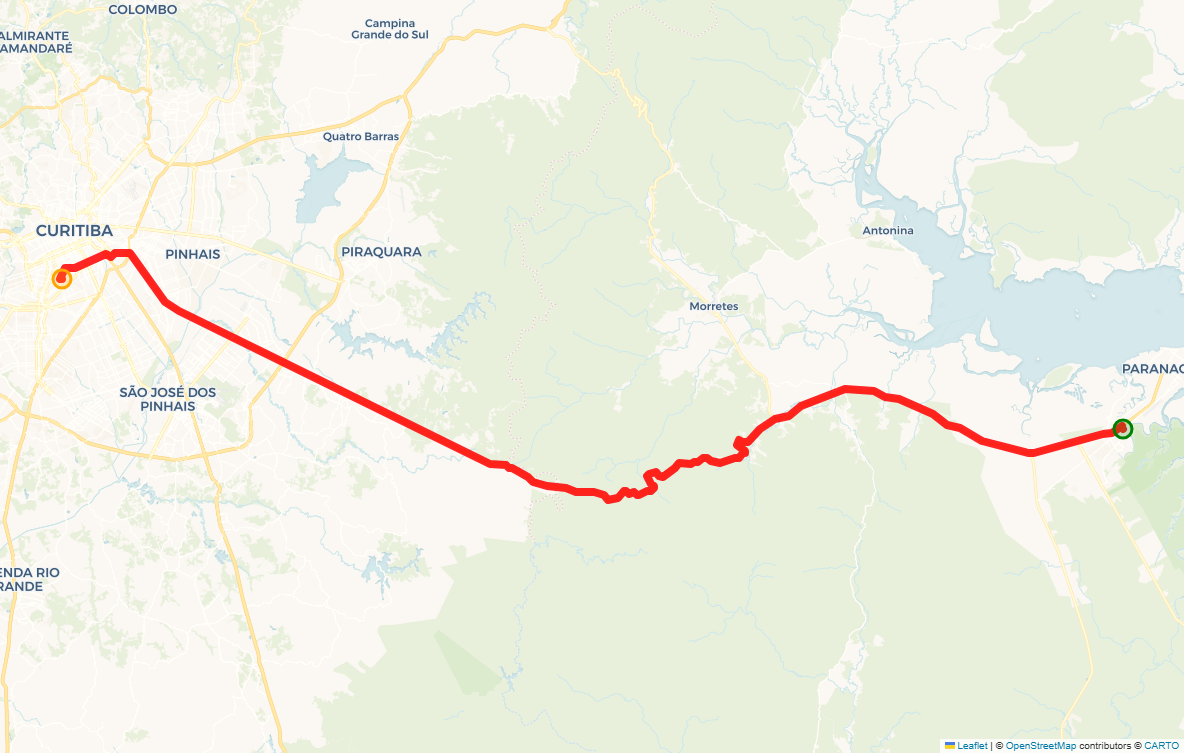 COLOMBO
Campina
Grande do Sul
ALMIRANTE
AMANDARÉ
Quatro Barras
CURITIBA
Antonina
PINHAIS
PIRAQUARA
Morretes
PARANAG
SÃO JOSÉ DOS
PINHAIS
ENDA RIO
RANDE
Leaflet | © OpenStreetMap contributors © CARTO